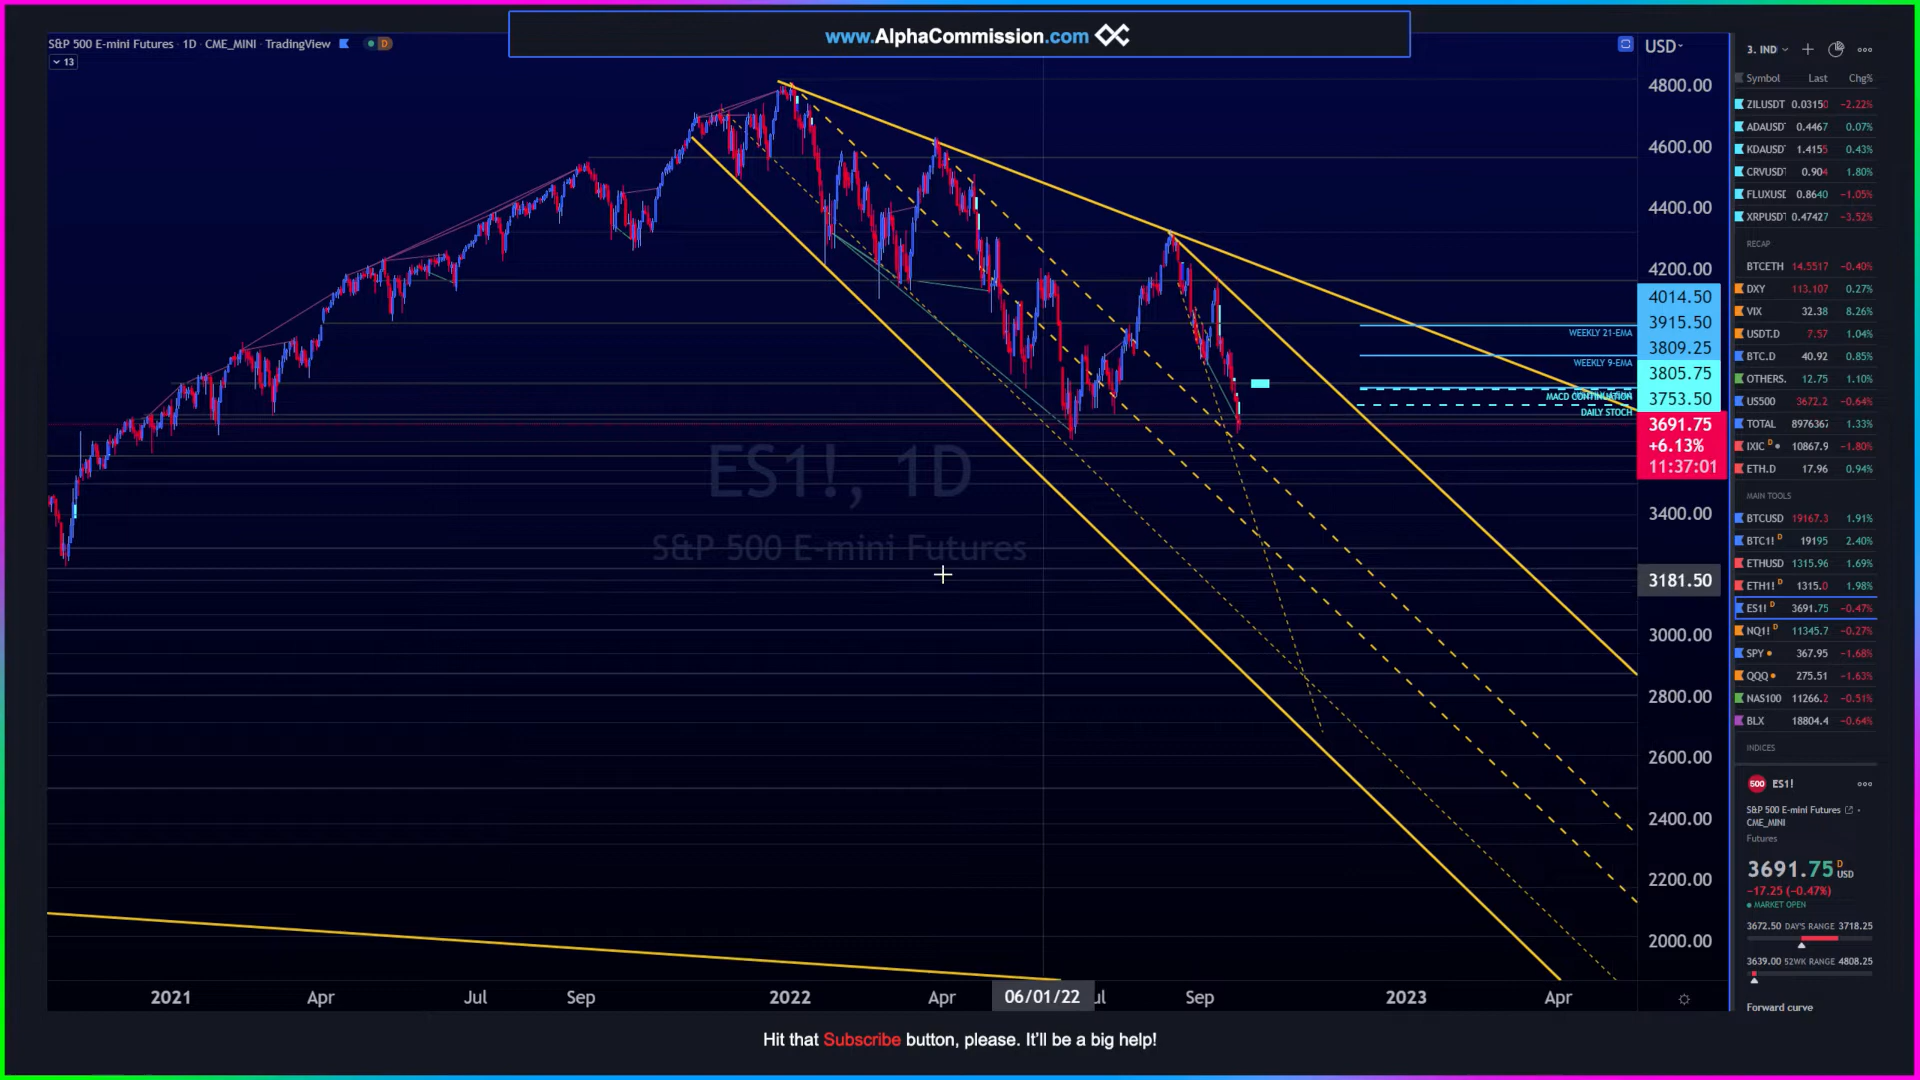 www.AlphaCommission.com
S&P 500 E-mini Futures · 1D · CME_MINI · TradingView D
13
USD
4800.00
4600.00
4400.00
4200.00
4014.50
3915.50
3809.25
3805.75
3753.50
3691.75
+6.13%
11:37:01
3400.00
3181.50
3000.00
2800.00
2600.00
2400.00
2200.00
2000.00
WEEKLY 21-EMA
WEEKLY 9-EMA
MACD CONTINUATION
DAILY STOCH
ES1!, 1D
S&P 500 E-mini Futures
2021 Apr Jul Sep 2022 Apr 06/01/22 Sep 2023 Apr
3. IND
Symbol Last Chg%
ZILUSDT 0.03150 -2.22%
ADAUSDT 0.4467 0.07%
KDAUSDT 1.4155 0.43%
CRVUSDT 0.904 1.80%
FLUXUSD 0.8640 -1.05%
XRPUSDT 0.47427 -3.52%
RECAP
BTCETH 14.5517 -0.40%
DXY 113.107 0.27%
VIX 32.38 8.26%
USDT.D 7.57 1.04%
BTC.D 40.92 0.85%
OTHERS. 12.75 1.10%
US500 3672.2 -0.64%
TOTAL 8976367 1.33%
IXIC D 10867.9 -1.80%
ETH.D 17.96 0.94%
MAIN TOOLS
BTCUSD 19167.3 1.91%
BTC1! D 19195 2.40%
ETHUSD 1315.96 1.69%
ETH1! D 1315.0 1.98%
ES1! D 3691.75 -0.47%
NQ1! D 11345.7 -0.27%
SPY 367.95 -1.68%
QQQ 275.51 -1.63%
NAS100 11266.2 -0.51%
BLX 18804.4 -0.64%
INDICES
500 ES1!
S&P 500 E-mini Futures
CME_MINI
Futures
3691.75 D USD
-17.25 (-0.47%)
MARKET OPEN
3672.50 DAY'S RANGE 3718.25
3639.00 52WK RANGE 4808.25
Forward curve
Hit that Subscribe button, please. It'll be a big help!